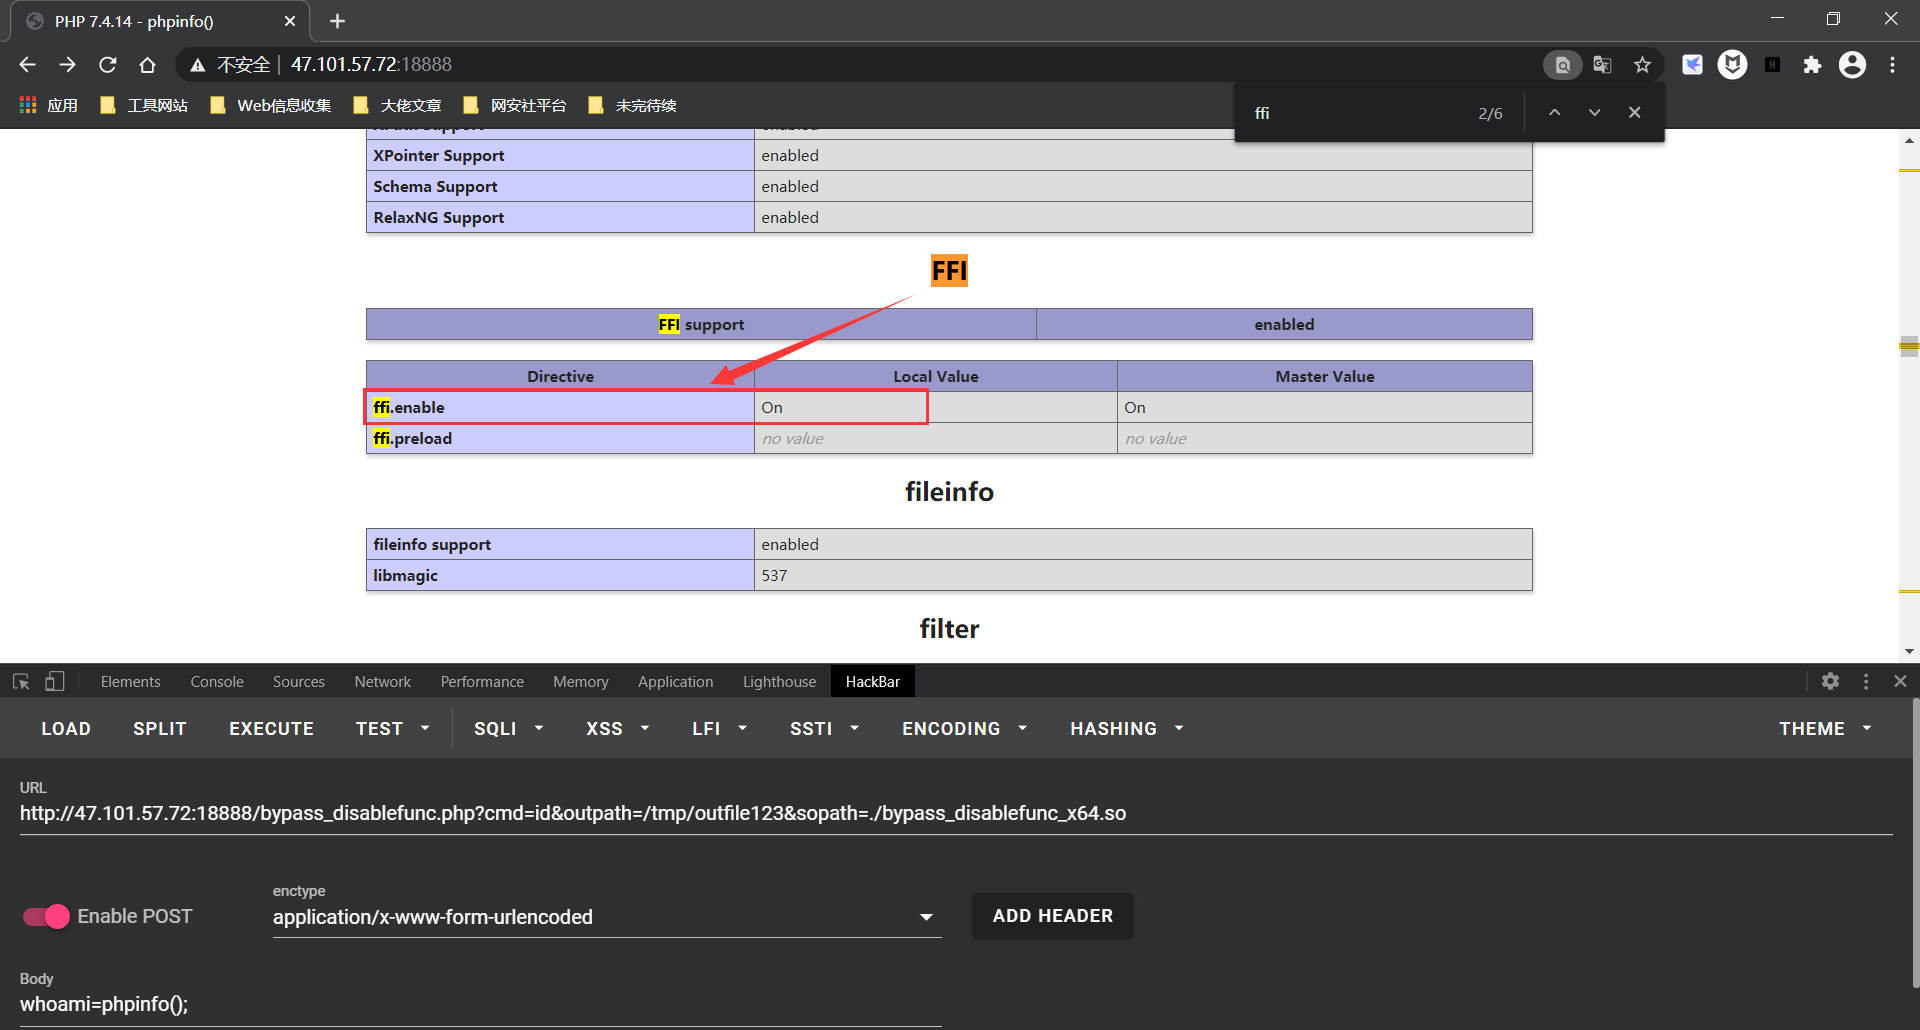 PHP 7.4.14 - phpinfo()
不安全 | 47.101.57.72:18888
应用 工具网站 Web信息收集 大佬文章 网安社平台 未完待续
ffi 2/6
enabled
XPointer Support enabled
Schema Support enabled
RelaxNG Support enabled
FFI
FFI support enabled
Directive Local Value Master Value
ffi.enable On On
ffi.preload no value no value
fileinfo
fileinfo support enabled
libmagic 537
filter
Elements Console Sources Network Performance Memory Application Lighthouse HackBar
LOAD SPLIT EXECUTE TEST SQLI XSS LFI SSTI ENCODING HASHING THEME
URL
http://47.101.57.72:18888/bypass_disablefunc.php?cmd=id&outpath=/tmp/outfile123&sopath=./bypass_disablefunc_x64.so
enctype
Enable POST application/x-www-form-urlencoded ADD HEADER
Body
whoami=phpinfo();